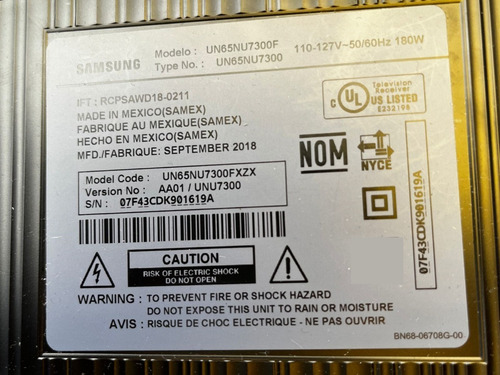 SAMSUNG
Modelo : UN65NU7300F 110-127V~50/60Hz 180W
Type No. : UN65NU7300
IFT : RCPSAWD18-0211
MADE IN MEXICO(SAMEX)
FABRIQUE AU MEXIQUE(SAMEX)
HECHO EN MEXICO(SAMEX)
MFD./FABRIQUE: SEPTEMBER 2018
Television
Receiver
c UL US LISTED
E232195
NOM
NYCE
Model Code : UN65NU7300FXZX
Version No : AA01 / UNU7300
S/N : 07F43CDK901619A
07F43CDK901619A
CAUTION
RISK OF ELECTRIC SHOCK
DO NOT OPEN
WARNING : TO PREVENT FIRE OR SHOCK HAZARD
DO NOT EXPOSE THIS UNIT TO RAIN OR MOISTURE
AVIS : RISQUE DE CHOC ELECTRIQUE - NE PAS OUVRIR
BN68-06708G-00